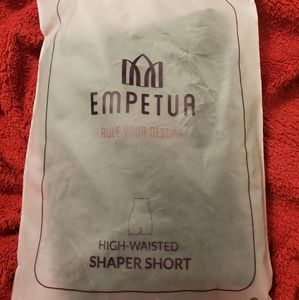 EMPETUA
RULE YOUR DESTINY
HIGH-WAISTED
SHAPER SHORT